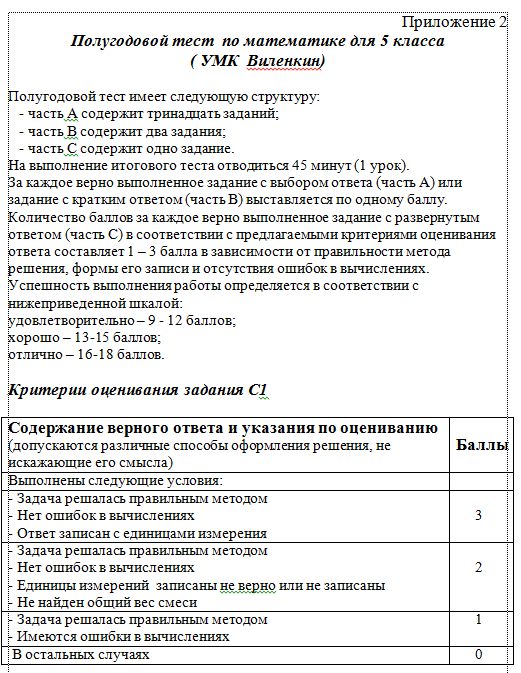 Приложение 2
Полугодовой тест по математике для 5 класса
( УМК Виленкин)
Полугодовой тест имеет следующую структуру:
- часть А содержит тринадцать заданий;
- часть В содержит два задания;
- часть С содержит одно задание.
На выполнение итогового теста отводиться 45 минут (1 урок).
За каждое верно выполненное задание с выбором ответа (часть А) или
задание с кратким ответом (часть В) выставляется по одному баллу.
Количество баллов за каждое верно выполненное задание с развернутым
ответом (часть С) в соответствии с предлагаемыми критериями оценивания
ответа составляет 1 – 3 балла в зависимости от правильности метода
решения, формы его записи и отсутствия ошибок в вычислениях.
Успешность выполнения работы определяется в соответствии с
нижеприведенной шкалой:
удовлетворительно – 9 - 12 баллов;
хорошо – 13-15 баллов;
отлично – 16-18 баллов.
Критерии оценивания задания С1
Содержание верного ответа и указания по оцениванию
(допускаются различные способы оформления решения, не
искажающие его смысла)
Баллы
Выполнены следующие условия:
- Задача решалась правильным методом
- Нет ошибок в вычислениях
- Ответ записан с единицами измерения
3
- Задача решалась правильным методом
- Нет ошибок в вычислениях
- Единицы измерений записаны не верно или не записаны
- Не найден общий вес смеси
2
- Задача решалась правильным методом
- Имеются ошибки в вычислениях
1
В остальных случаях
0